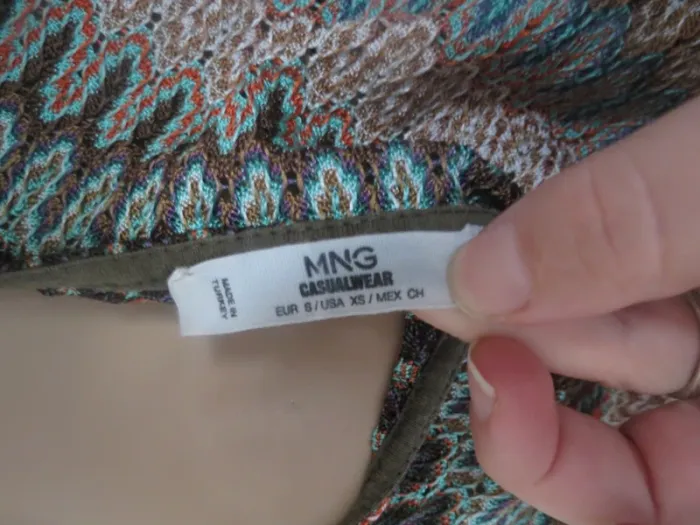 MNG
CASUALWEAR
EUR S/USA XS/MEX CH
MADE IN
TURKEY